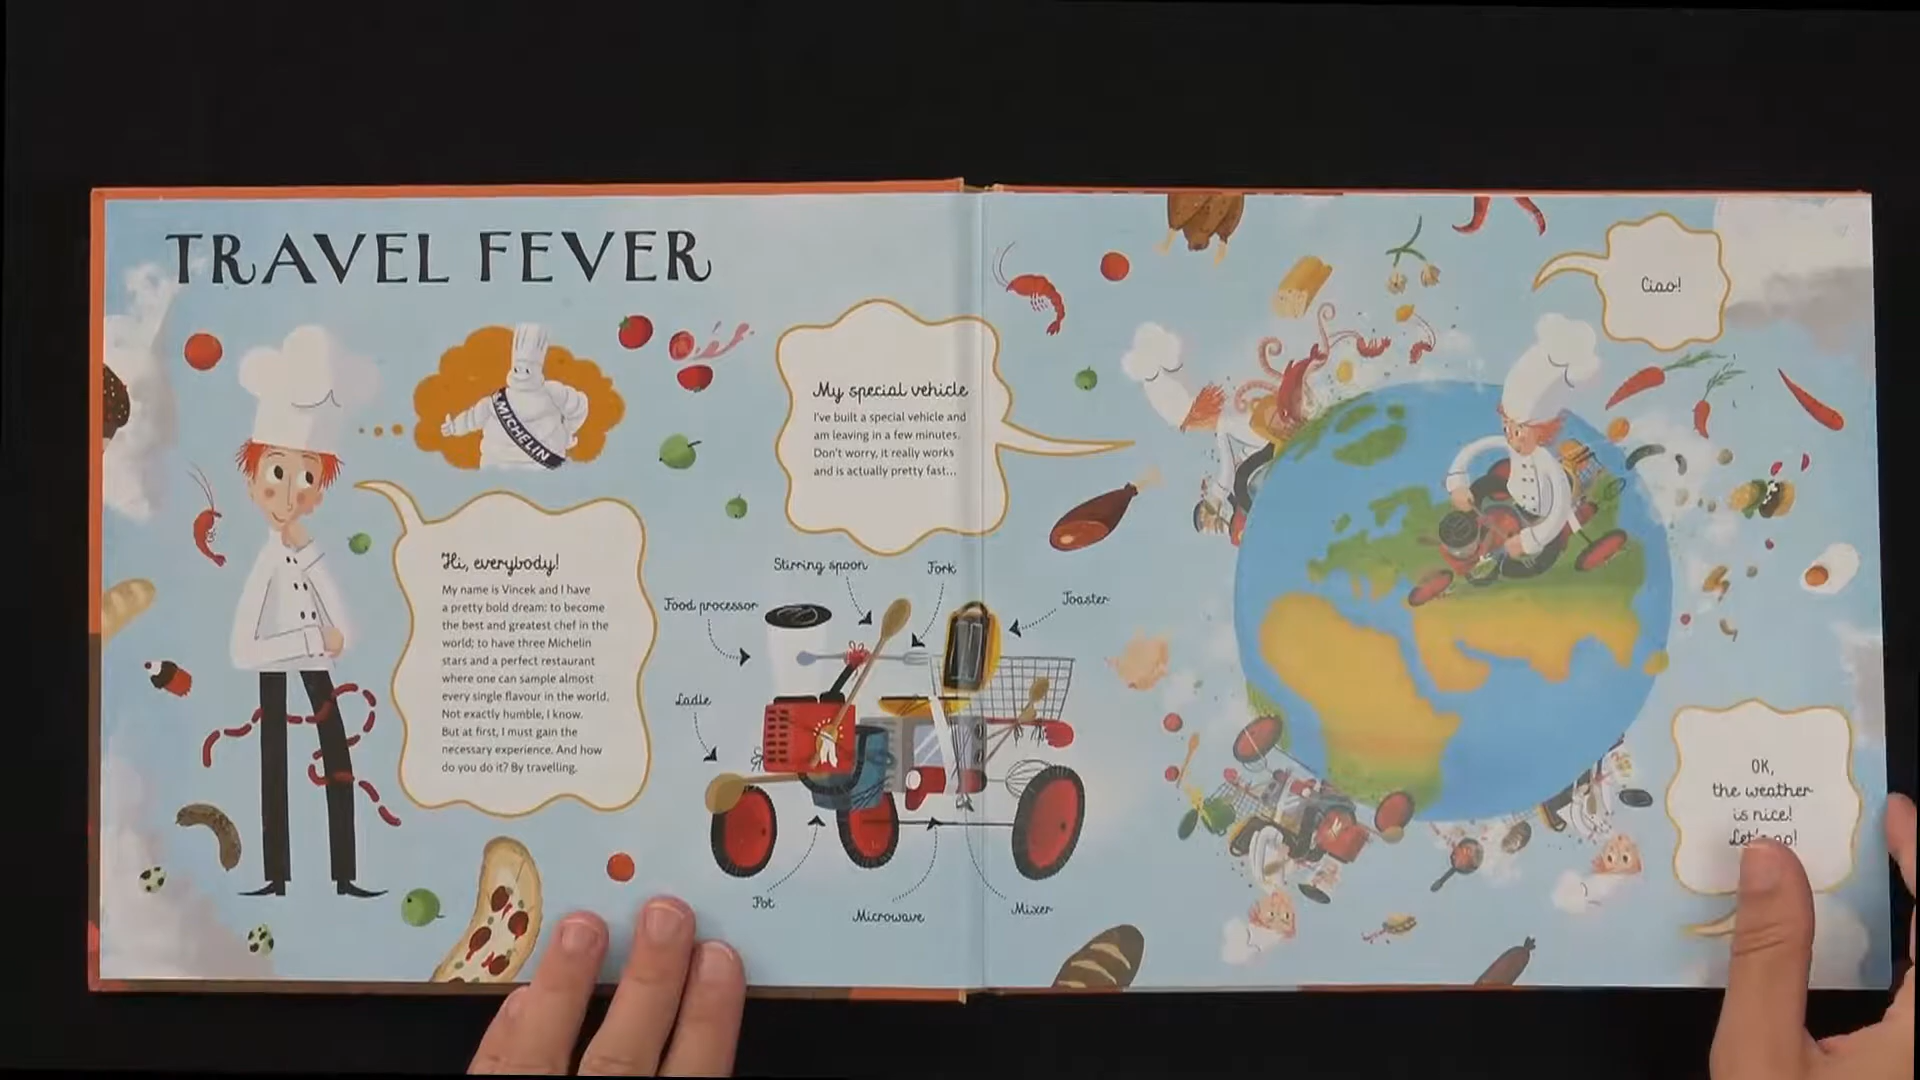 TRAVEL FEVER
MICHELIN
Hi, everybody!
My name is Vincek and I have
a pretty bold dream: to become
the best and greatest chef in the
world; to have three Michelin
stars and a perfect restaurant
where one can sample almost
every single flavour in the world.
Not exactly humble, I know.
But at first, I must gain the
necessary experience. And how
do you do it? By travelling.
My special vehicle
I've built a special vehicle and
am leaving in a few minutes.
Don't worry, it really works
and is actually pretty fast...
Stirring spoon
Fork
Food processor
Toaster
Ladle
Pot
Microwave
Mixer
Ciao!
OK,
the weather
is nice!
Let's go!